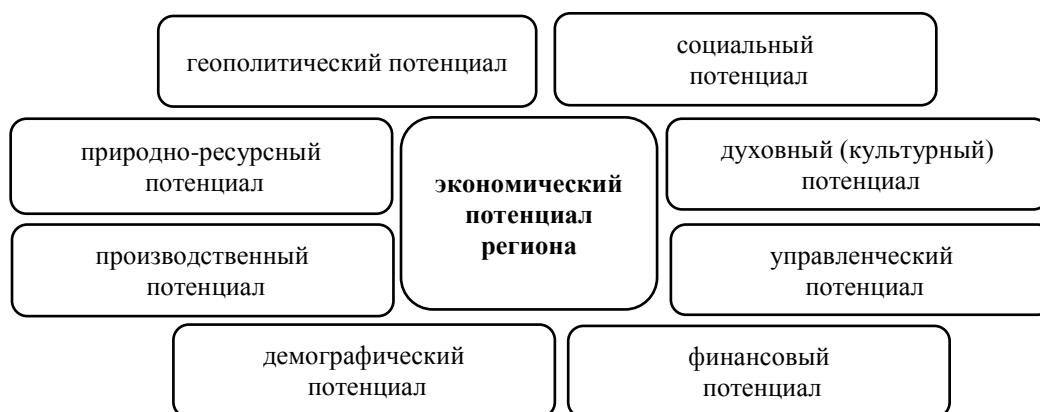 геополитический потенциал
социальный
потенциал
природно-ресурсный
потенциал
экономический
потенциал
региона
духовный (культурный)
потенциал
производственный
потенциал
управленческий
потенциал
демографический
потенциал
финансовый
потенциал